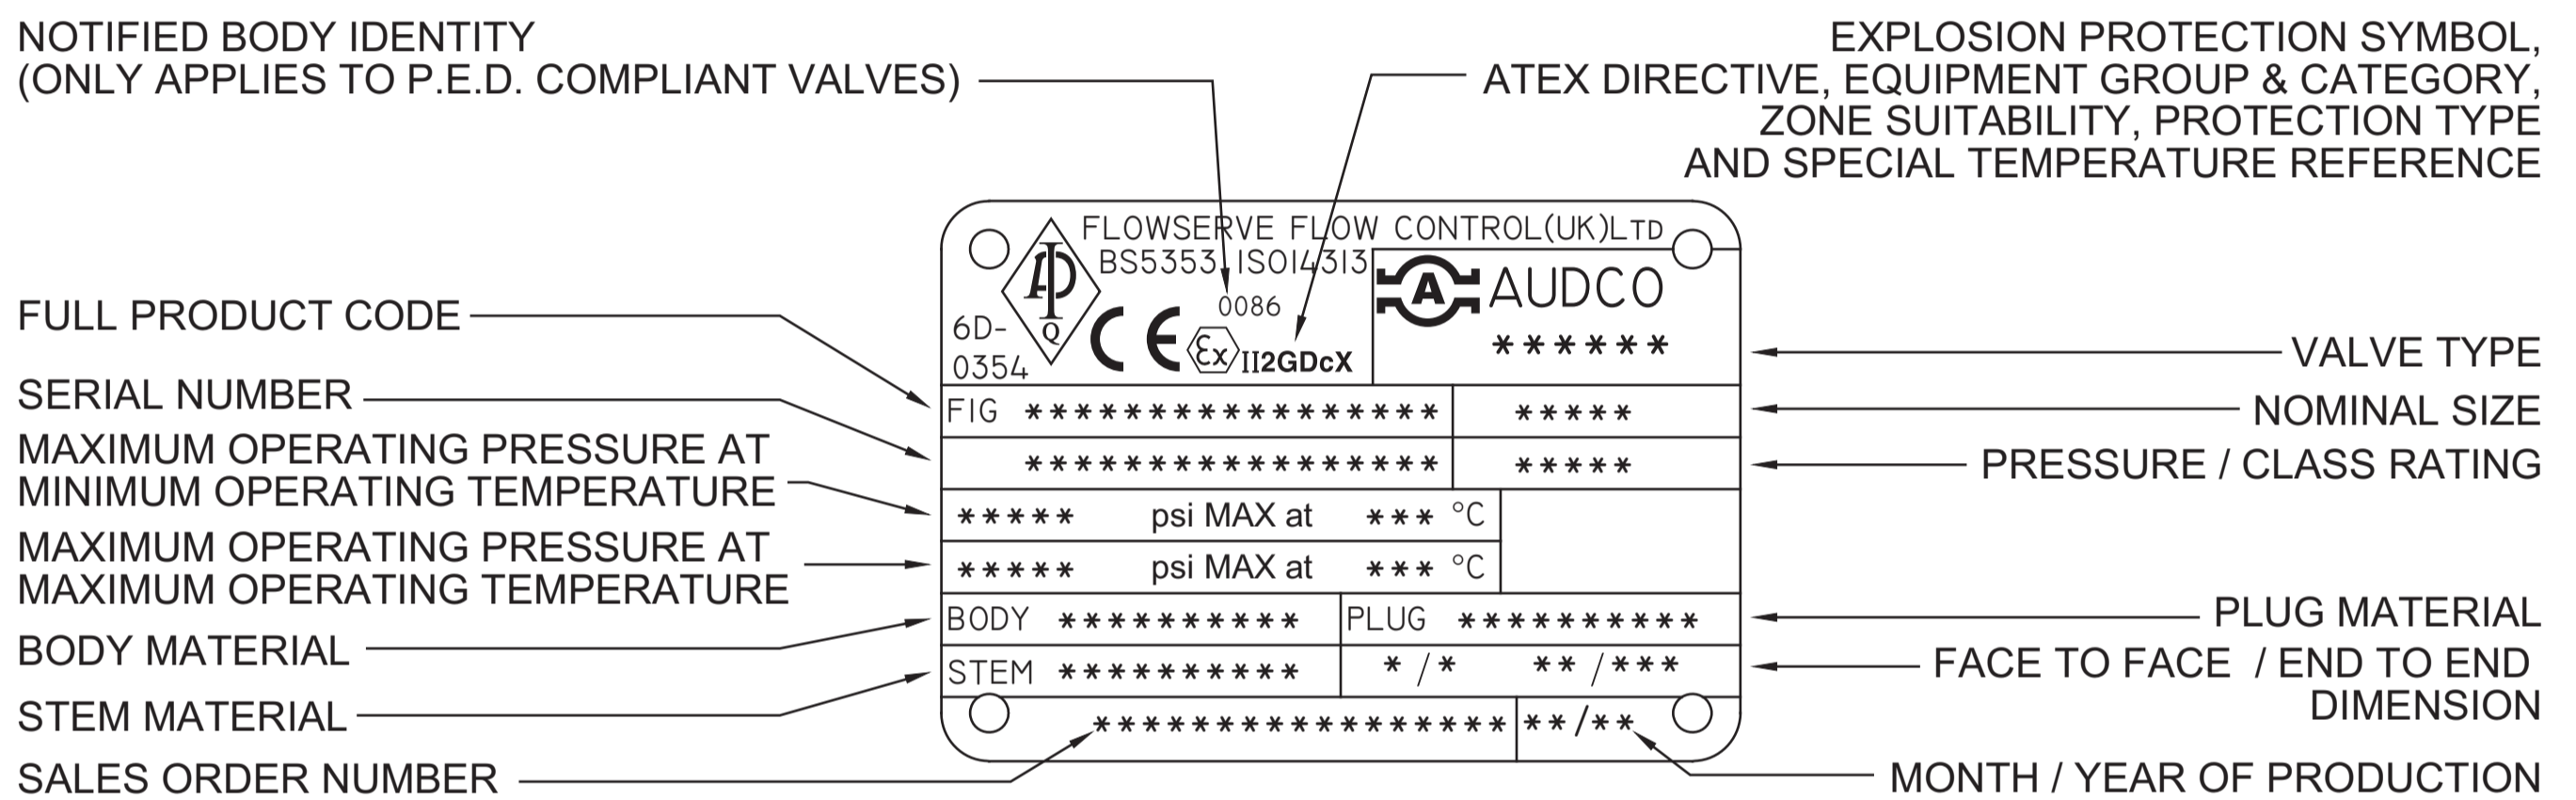 NOTIFIED BODY IDENTITY
(ONLY APPLIES TO P.E.D. COMPLIANT VALVES)
EXPLOSION PROTECTION SYMBOL,
ATEX DIRECTIVE, EQUIPMENT GROUP & CATEGORY,
ZONE SUITABILITY, PROTECTION TYPE
AND SPECIAL TEMPERATURE REFERENCE
FULL PRODUCT CODE
SERIAL NUMBER
MAXIMUM OPERATING PRESSURE AT
MINIMUM OPERATING TEMPERATURE
MAXIMUM OPERATING PRESSURE AT
MAXIMUM OPERATING TEMPERATURE
BODY MATERIAL
STEM MATERIAL
SALES ORDER NUMBER
FLOWSERVE FLOW CONTROL(UK)LTD
BS5353 ISO14313
API
Q
6D-
0354
0086
CE Ex II2GDcX
A AUDCO
******
FIG ***************** *****
***************** *****
***** psi MAX at *** °C
***** psi MAX at *** °C
BODY ********** PLUG **********
STEM ********** */* **/***
***************** **/**
VALVE TYPE
NOMINAL SIZE
PRESSURE / CLASS RATING
PLUG MATERIAL
FACE TO FACE / END TO END
DIMENSION
MONTH / YEAR OF PRODUCTION